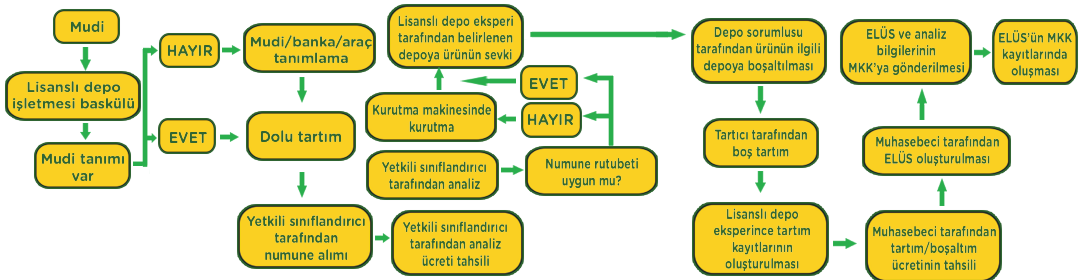 Mudi
Lisanslı depo
işletmesi baskülü
Mudi tanımı
var
HAYIR
EVET
Mudi/banka/araç
tanımlama
Dolu tartım
Yetkili sınıflandırıcı
tarafından
numune alımı
Yetkili sınıflandırıcı
tarafından analiz
ücreti tahsili
Yetkili sınıflandırıcı
tarafından analiz
Numune rutubeti
uygun mu?
HAYIR
EVET
Kurutma makinesinde
kurutma
Lisanslı depo eksperi
tarafından belirlenen
depoya ürünün sevki
Depo sorumlusu
tarafından ürünün ilgili
depoya boşaltılması
Tartıcı tarafından
boş tartım
Lisanslı depo
eksperince tartım
kayıtlarının
oluşturulması
Muhasebeci tarafından
tartım/boşaltım
ücretinin tahsili
Muhasebeci tarafından
ELÜS oluşturulması
ELÜS ve analiz
bilgilerinin
MKK'ya gönderilmesi
ELÜS'ün MKK
kayıtlarında
oluşması